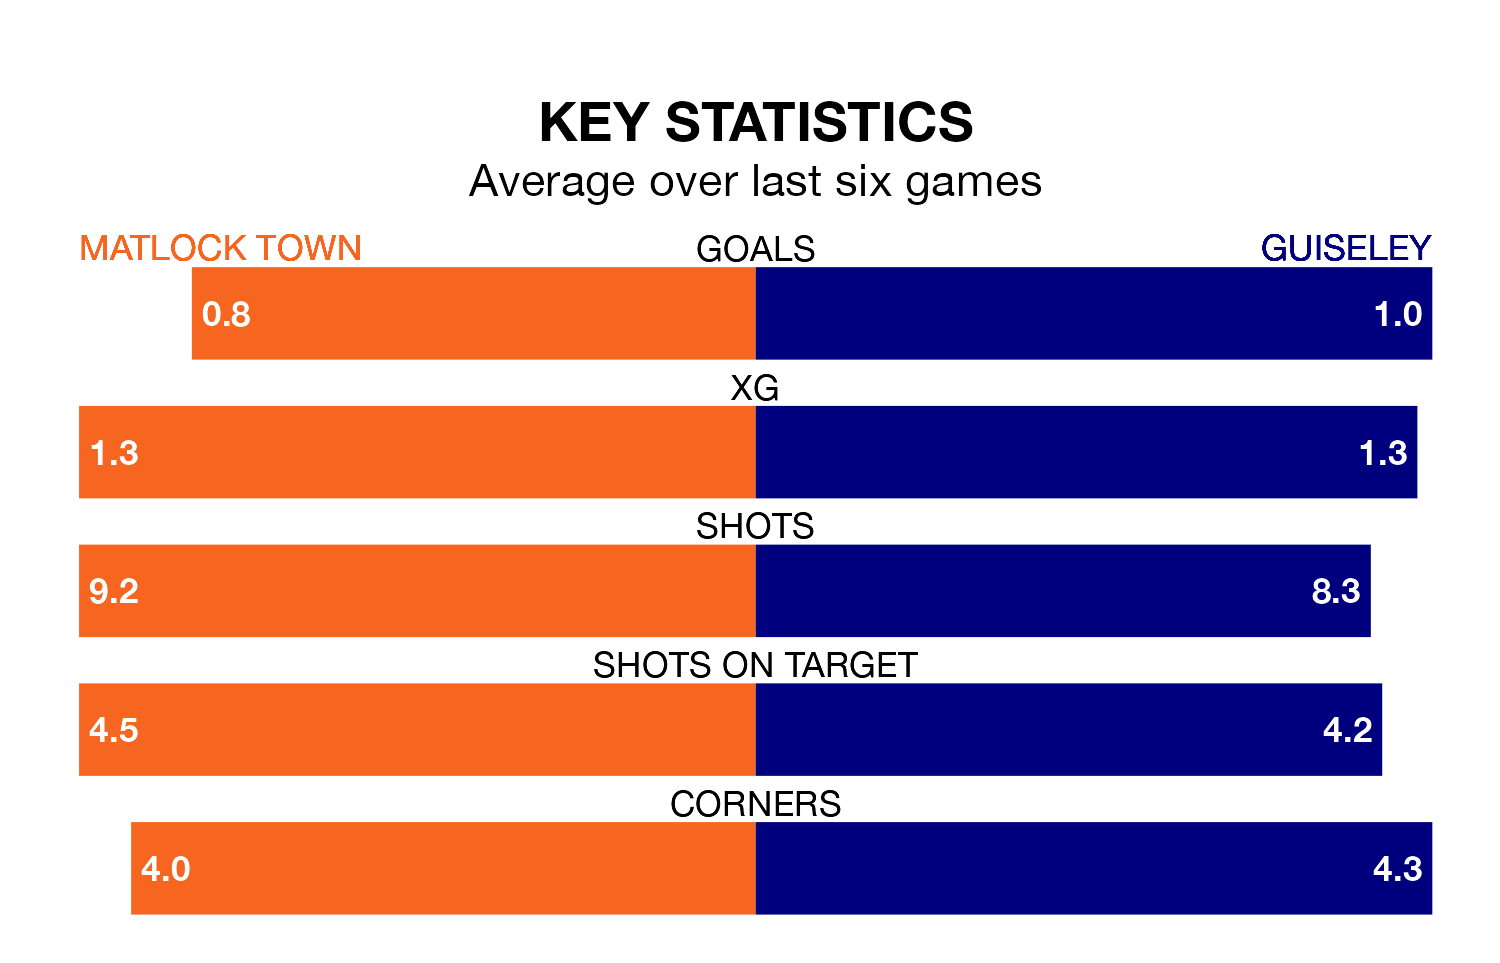 KEY STATISTICS
Average over last six games
MATLOCK TOWN GOALS GUISELEY
0.8 1.0
XG
1.3 1.3
SHOTS
9.2 8.3
SHOTS ON TARGET
4.5 4.2
CORNERS
4.0 4.3